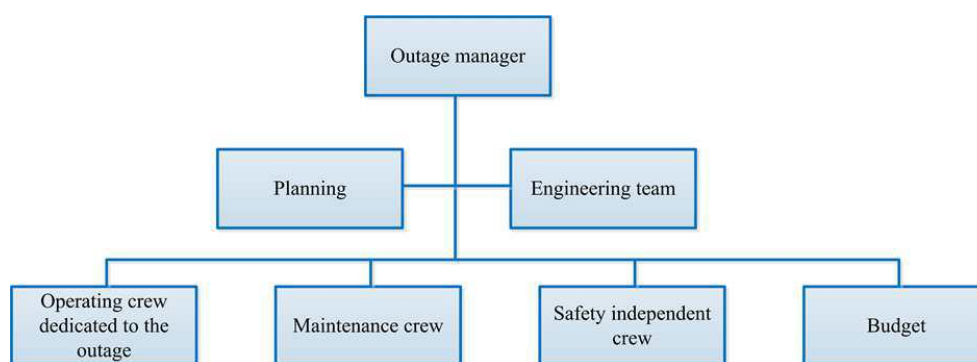 Outage manager
Planning
Engineering team
Operating crew
dedicated to the
outage
Maintenance crew
Safety independent
crew
Budget